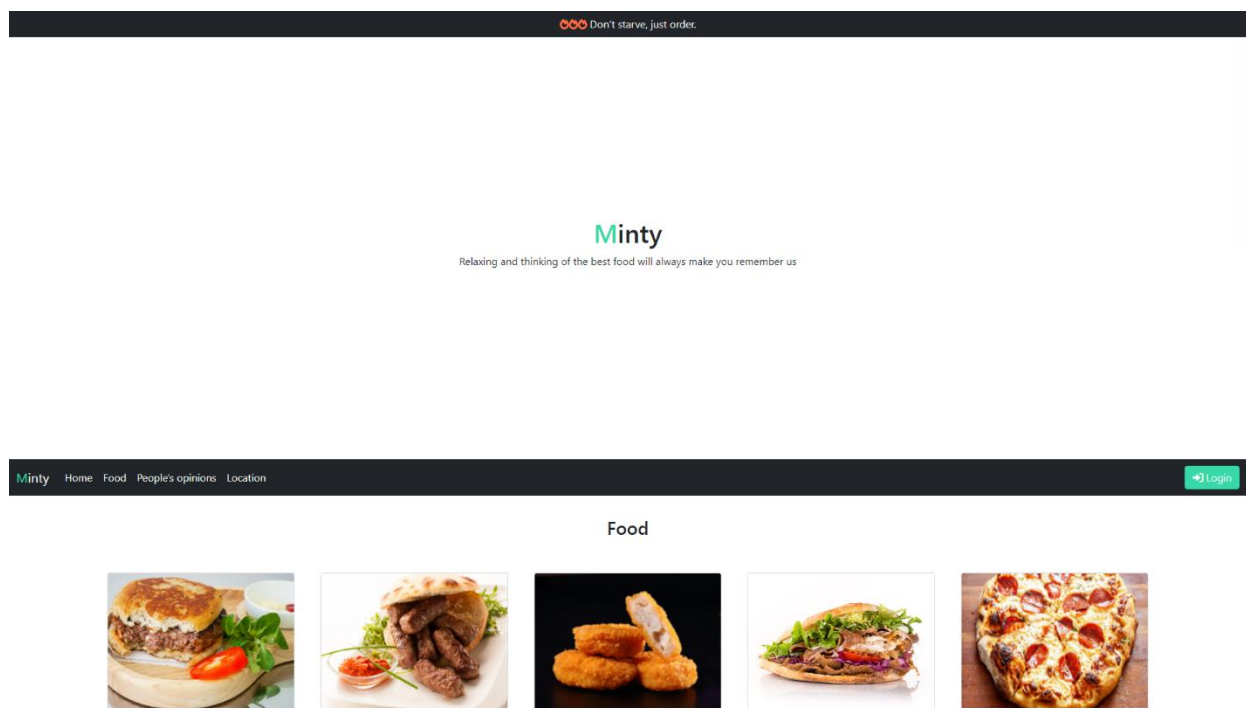 Don't starve, just order.
Minty
Relaxing and thinking of the best food will always make you remember us
Minty Home Food People's opinions Location Login
Food